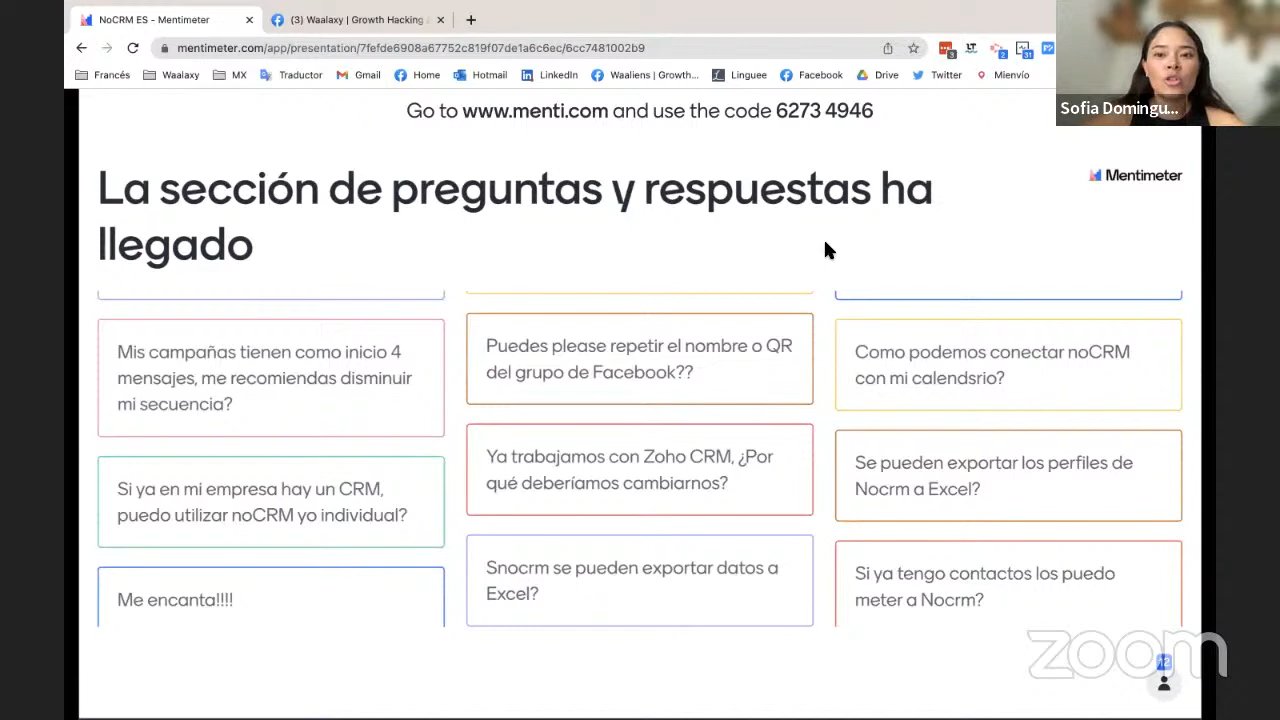 NoCRM ES - Mentimeter
(3) Waalaxy | Growth Hacking
mentimeter.com/app/presentation/7fefde6908a67752c819f07de1a6c6ec/6cc7481002b9
Francés
Waalaxy
MX
Traductor
Gmail
Home
Hotmail
LinkedIn
Waaliens | Growth...
Linguee
Facebook
Drive
Twitter
Mienvío
Sofia Domingu...
Go to www.menti.com and use the code 6273 4946
La sección de preguntas y respuestas ha
llegado
Mentimeter
Mis campañas tienen como inicio 4
mensajes, me recomiendas disminuir
mi secuencia?
Si ya en mi empresa hay un CRM,
puedo utilizar noCRM yo individual?
Me encanta!!!!
Puedes please repetir el nombre o QR
del grupo de Facebook??
Ya trabajamos con Zoho CRM, ¿Por
qué deberíamos cambiarnos?
Snocrm se pueden exportar datos a
Excel?
Como podemos conectar noCRM
con mi calendsrio?
Se pueden exportar los perfiles de
Nocrm a Excel?
Si ya tengo contactos los puedo
meter a Nocrm?
zoom
12